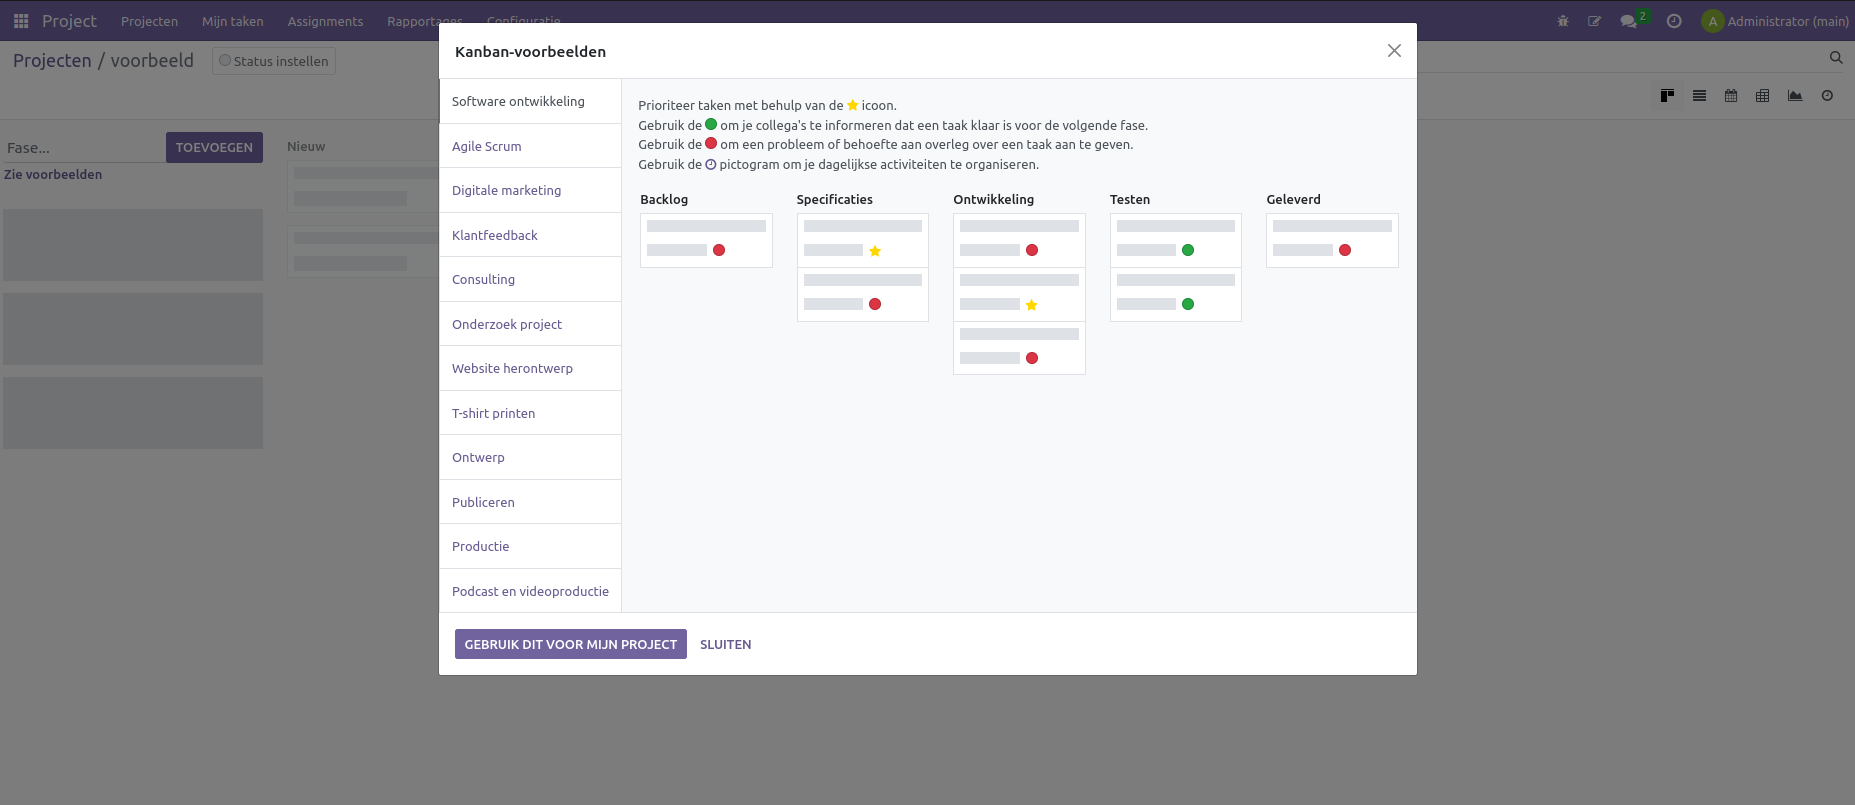 Project Projecten Mijn taken Assignments Rapportages Configuratie 2 A Administrator (main)
Projecten / voorbeeld Status instellen
Fase... TOEVOEGEN Nieuw
Zie voorbeelden
Kanban-voorbeelden
Software ontwikkeling
Agile Scrum
Digitale marketing
Klantfeedback
Consulting
Onderzoek project
Website herontwerp
T-shirt printen
Ontwerp
Publiceren
Productie
Podcast en videoproductie
Prioriteer taken met behulp van de icoon.
Gebruik de om je collega's te informeren dat een taak klaar is voor de volgende fase.
Gebruik de om een probleem of behoefte aan overleg over een taak aan te geven.
Gebruik de pictogram om je dagelijkse activiteiten te organiseren.
Backlog Specificaties Ontwikkeling Testen Geleverd
GEBRUIK DIT VOOR MIJN PROJECT SLUITEN